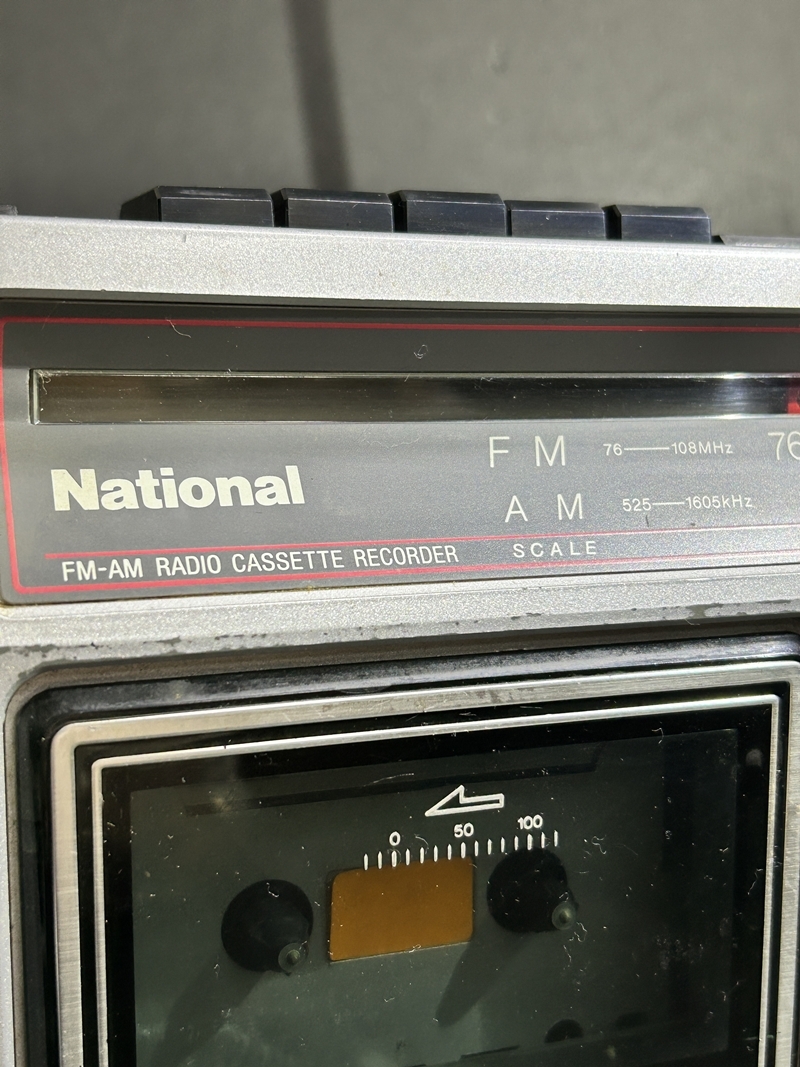 National
FM 76—108MHz 76
AM 525—1605kHz
SCALE
FM-AM RADIO CASSETTE RECORDER
0 50 100